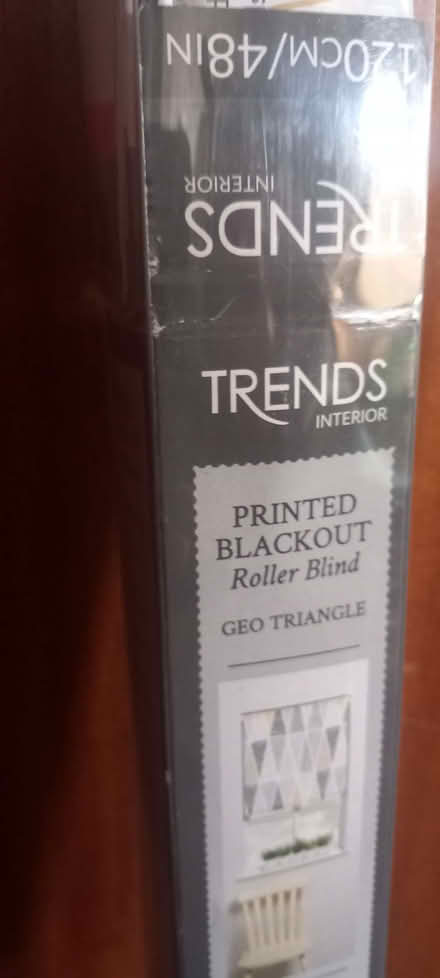 120CM/48IN
TRENDS
INTERIOR
TRENDS
INTERIOR
PRINTED
BLACKOUT
Roller Blind
GEO TRIANGLE